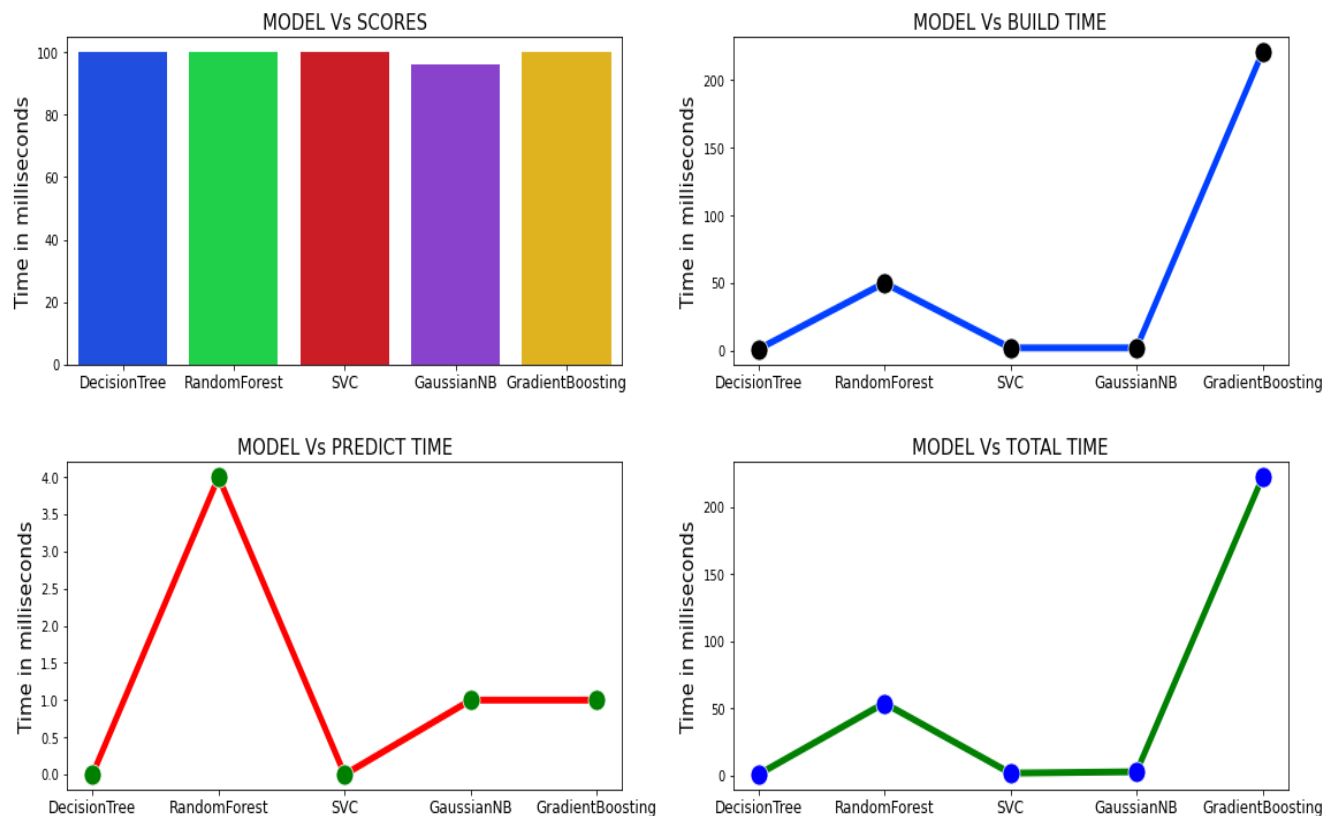 MODEL Vs SCORES
Time in milliseconds
100
80
60
40
20
0
DecisionTree RandomForest SVC GaussianNB GradientBoosting
MODEL Vs BUILD TIME
Time in milliseconds
200
150
100
50
0
DecisionTree RandomForest SVC GaussianNB GradientBoosting
MODEL Vs PREDICT TIME
Time in milliseconds
4.0
3.5
3.0
2.5
2.0
1.5
1.0
0.5
0.0
DecisionTree RandomForest SVC GaussianNB GradientBoosting
MODEL Vs TOTAL TIME
Time in milliseconds
200
150
100
50
0
DecisionTree RandomForest SVC GaussianNB GradientBoosting